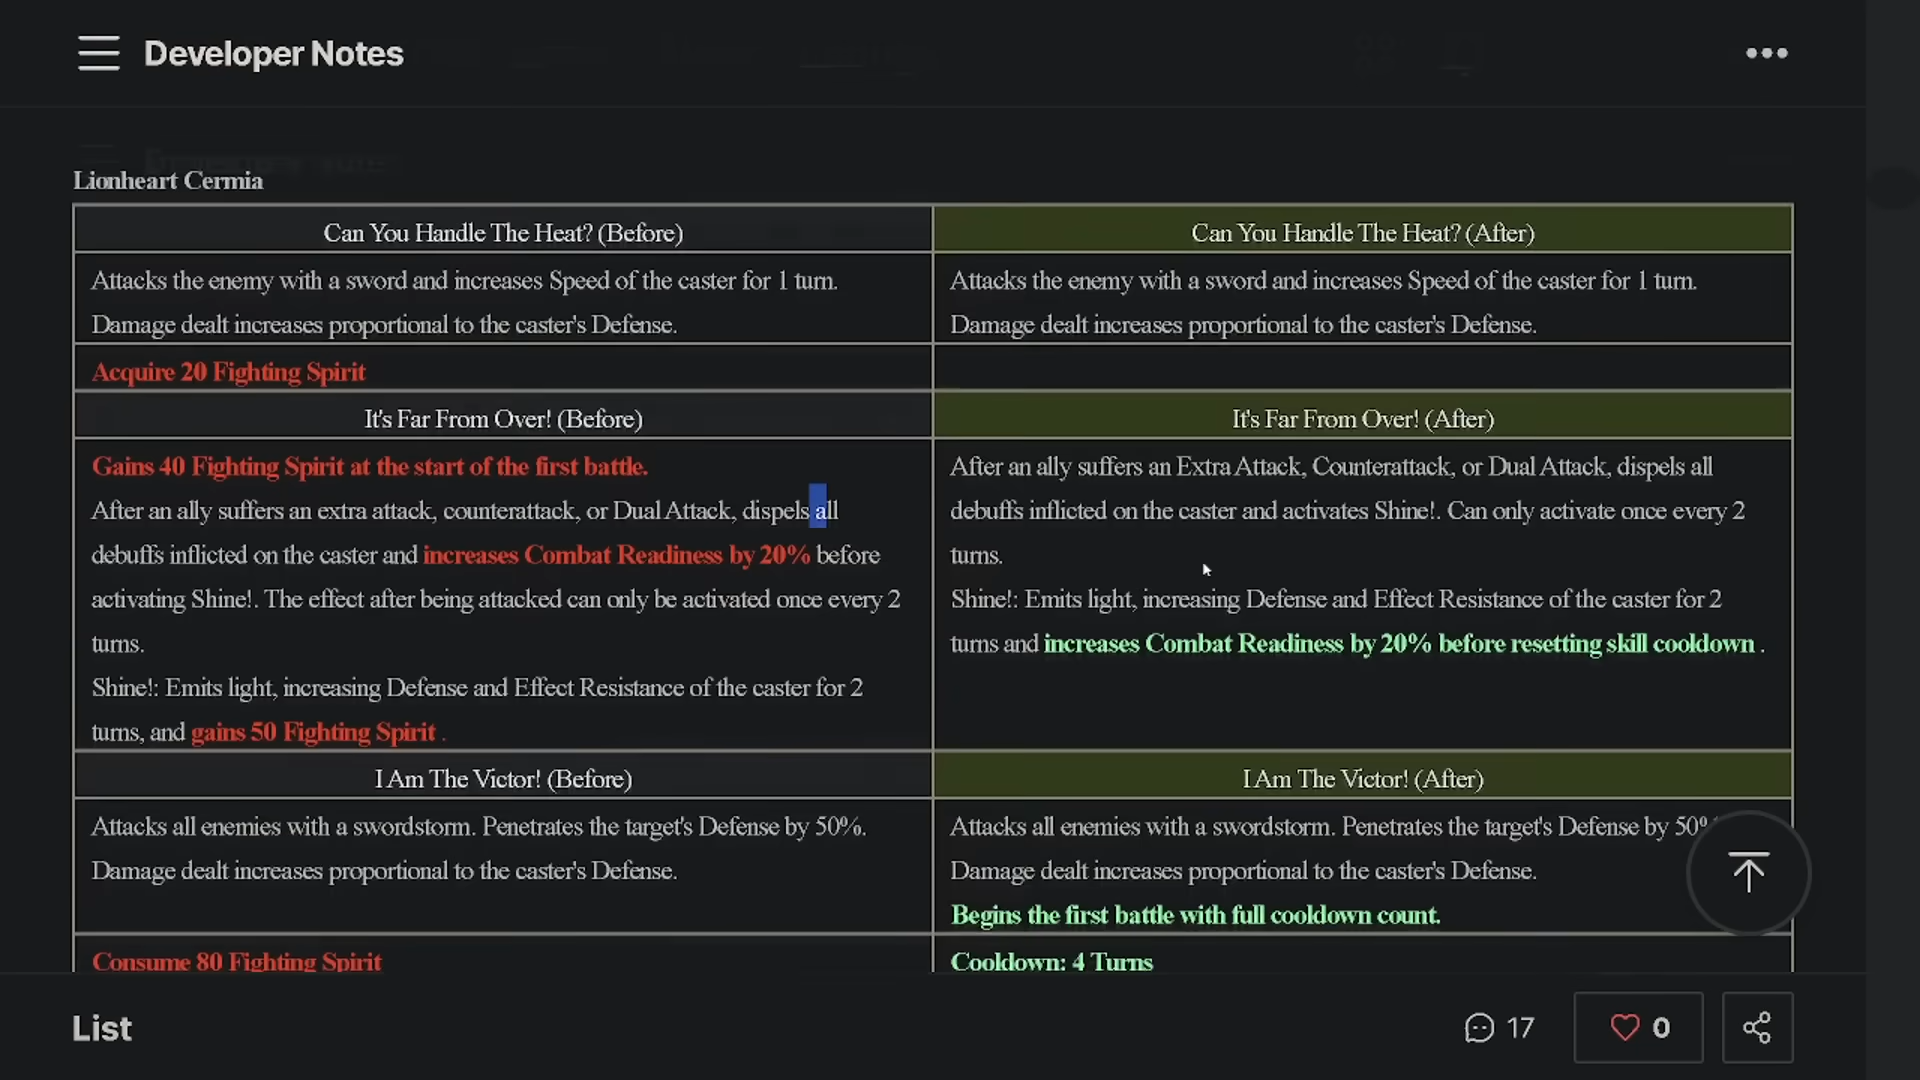 Developer Notes
Lionheart Cermia
Can You Handle The Heat? (Before)
Can You Handle The Heat? (After)
Attacks the enemy with a sword and increases Speed of the caster for 1 turn.
Damage dealt increases proportional to the caster's Defense.
Attacks the enemy with a sword and increases Speed of the caster for 1 turn.
Damage dealt increases proportional to the caster's Defense.
Acquire 20 Fighting Spirit
It's Far From Over! (Before)
It's Far From Over! (After)
Gains 40 Fighting Spirit at the start of the first battle.
After an ally suffers an extra attack, counterattack, or Dual Attack, dispels all
debuffs inflicted on the caster and increases Combat Readiness by 20% before
activating Shine!. The effect after being attacked can only be activated once every 2
turns.
Shine!: Emits light, increasing Defense and Effect Resistance of the caster for 2
turns, and gains 50 Fighting Spirit .
After an ally suffers an Extra Attack, Counterattack, or Dual Attack, dispels all
debuffs inflicted on the caster and activates Shine!. Can only activate once every 2
turns.
Shine!: Emits light, increasing Defense and Effect Resistance of the caster for 2
turns and increases Combat Readiness by 20% before resetting skill cooldown .
I Am The Victor! (Before)
I Am The Victor! (After)
Attacks all enemies with a swordstorm. Penetrates the target's Defense by 50%.
Damage dealt increases proportional to the caster's Defense.
Attacks all enemies with a swordstorm. Penetrates the target's Defense by 50%
Damage dealt increases proportional to the caster's Defense.
Begins the first battle with full cooldown count.
Consume 80 Fighting Spirit
Cooldown: 4 Turns
List
17
0